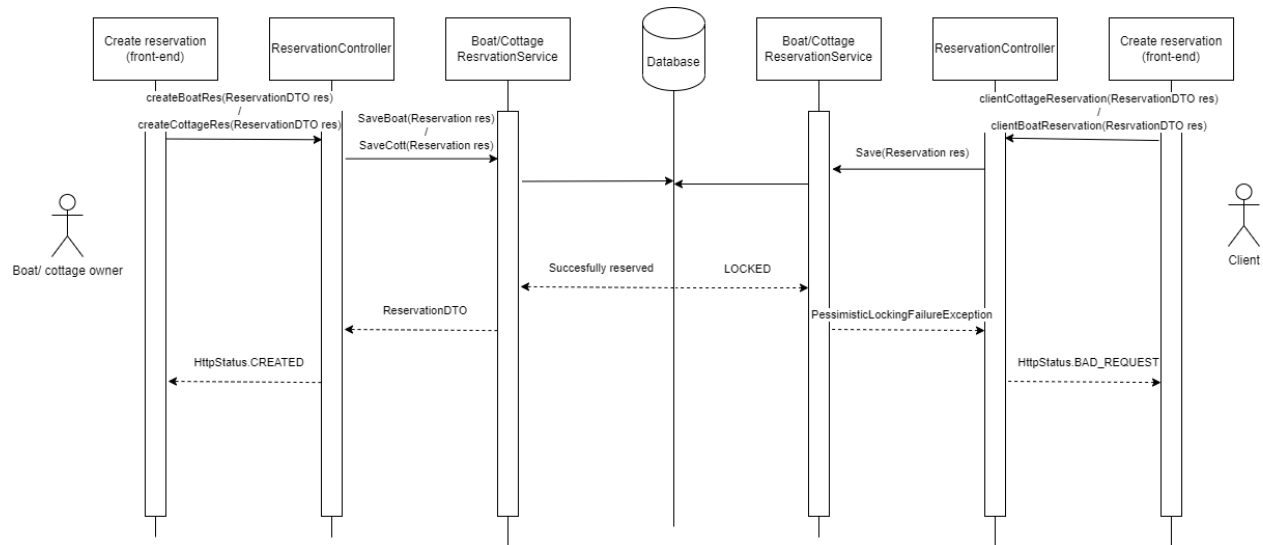 Create reservation
(front-end)
ReservationController
Boat/Cottage
ResrvationService
Database
Boat/Cottage
ReservationService
ReservationController
Create reservation
(front-end)
createBoatRes(ReservationDTO res)
/
createCottageRes(ReservationDTO res)
SaveBoat(Reservation res)
/
SaveCott(Reservation res)
clientCottageReservation(ReservationDTO res)
/
clientBoatReservation(ResrvationDTO res)
Save(Reservation res)
Boat/ cottage owner
Client
Succesfully reserved
LOCKED
ReservationDTO
PessimisticLockingFailureException
HttpStatus.CREATED
HttpStatus.BAD_REQUEST